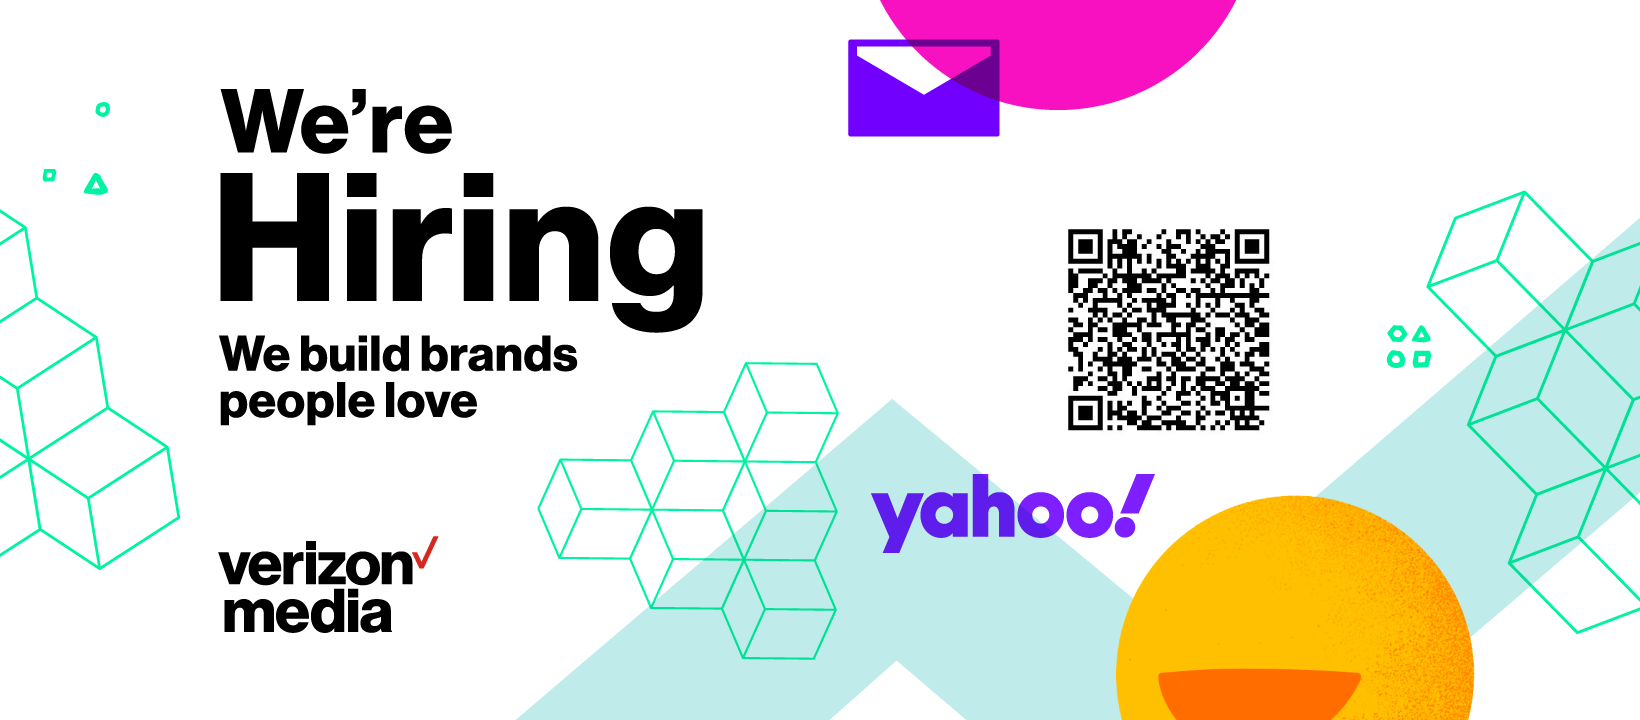 We’re
Hiring
We build brands
people love
verizon✓
media
yahoo!